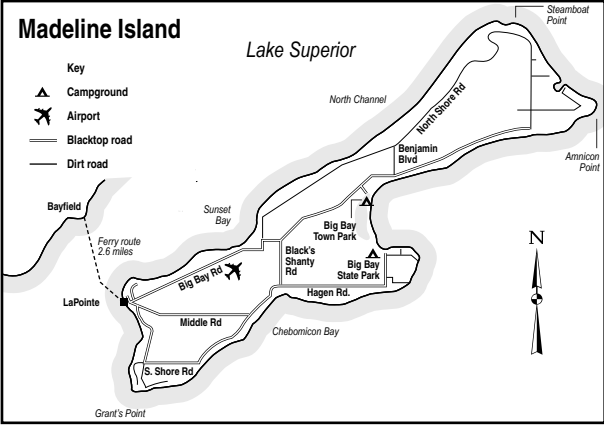 Madeline Island
Lake Superior
Steamboat
Point
Key
Campground
Airport
Blacktop road
Dirt road
North Channel
North Shore Rd
Benjamin
Blvd
Amnicon
Point
Bayfield
Sunset
Bay
Ferry route
2.6 miles
Big Bay
Town Park
Black's
Shanty
Rd
Big Bay
State Park
N
Big Bay Rd
Hagen Rd.
LaPointe
Middle Rd
Chebomicon Bay
S. Shore Rd
Grant's Point